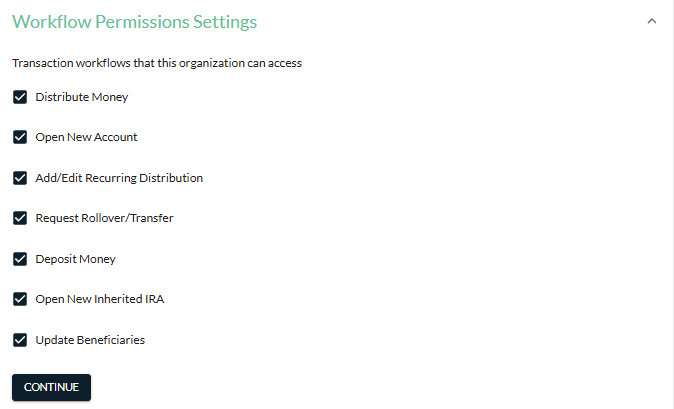 Workflow Permissions Settings
Transaction workflows that this organization can access
Distribute Money
Open New Account
Add/Edit Recurring Distribution
Request Rollover/Transfer
Deposit Money
Open New Inherited IRA
Update Beneficiaries
CONTINUE